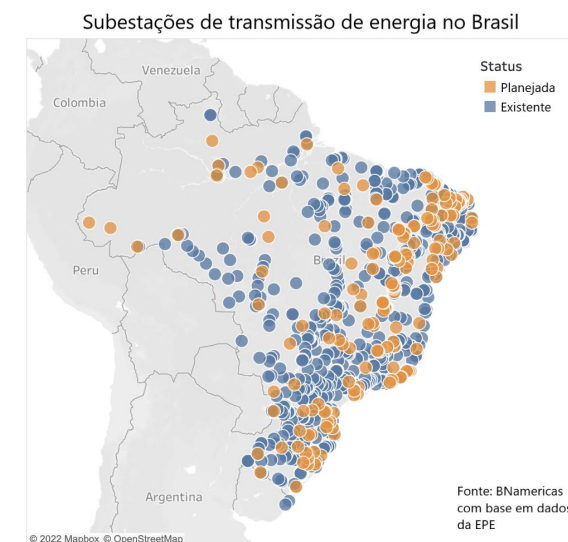 Subestações de transmissão de energia no Brasil
Status
Planejada
Existente
Venezuela
Colombia
Brazil
Peru
Argentina
Fonte: BNamericas
com base em dados
da EPE
© 2022 Mapbox © OpenStreetMap